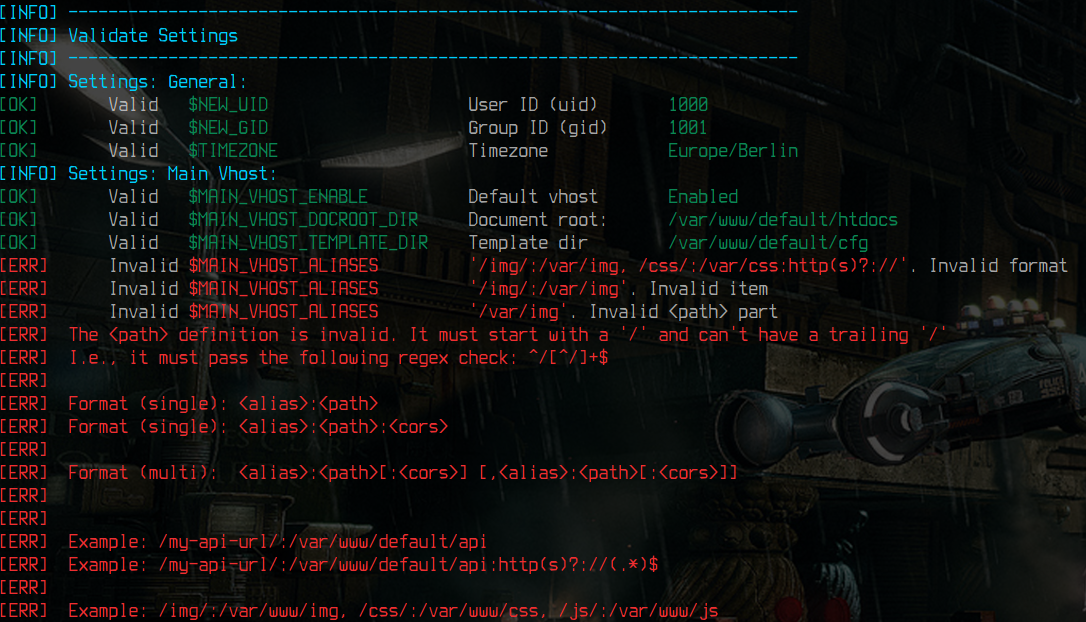 [INFO] -------------------------------------------------------------------------
[INFO] Validate Settings
[INFO] -------------------------------------------------------------------------
[INFO] Settings: General:
[OK] Valid $NEW_UID User ID (uid) 1000
[OK] Valid $NEW_GID Group ID (gid) 1001
[OK] Valid $TIMEZONE Timezone Europe/Berlin
[INFO] Settings: Main Vhost:
[OK] Valid $MAIN_VHOST_ENABLE Default vhost Enabled
[OK] Valid $MAIN_VHOST_DOCROOT_DIR Document root: /var/www/default/htdocs
[OK] Valid $MAIN_VHOST_TEMPLATE_DIR Template dir /var/www/default/cfg
[ERR] Invalid $MAIN_VHOST_ALIASES '/img/:/var/img, /css/:/var/css:http(s)?://'. Invalid format
[ERR] Invalid $MAIN_VHOST_ALIASES '/img/:/var/img'. Invalid item
[ERR] Invalid $MAIN_VHOST_ALIASES '/var/img'. Invalid <path> part
[ERR] The <path> definition is invalid. It must start with a '/' and can't have a trailing '/'
[ERR] I.e., it must pass the following regex check: ^/[^/]+$
[ERR]
[ERR] Format (single): <alias>:<path>
[ERR] Format (single): <alias>:<path>:<cors>
[ERR]
[ERR] Format (multi): <alias>:<path>[:<cors>] [,<alias>:<path>[:<cors>]]
[ERR]
[ERR]
[ERR] Example: /my-api-url/:/var/www/default/api
[ERR] Example: /my-api-url/:/var/www/default/api:http(s)?://(.*)$
[ERR]
[ERR] Example: /img/:/var/www/img, /css/:/var/www/css, /js/:/var/www/js
POLICE